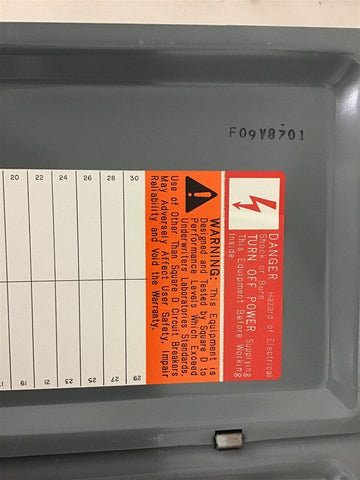 F09V8701
DANGER Hazard of Electrical
Shock or Burn.
TURN OFF POWER Supplying
This Equipment Before Working
Inside.
WARNING: This Equipment is
Designed and Tested by Square D to
Performance Levels Which Exceed
Underwriters Laboratories Standards.
Use of Other Than Square D Circuit Breakers
May Adversely Affect User Safety, Impair
Reliability and Void the Warranty.
20 22 24 26 28 30
21 23 25 27 29